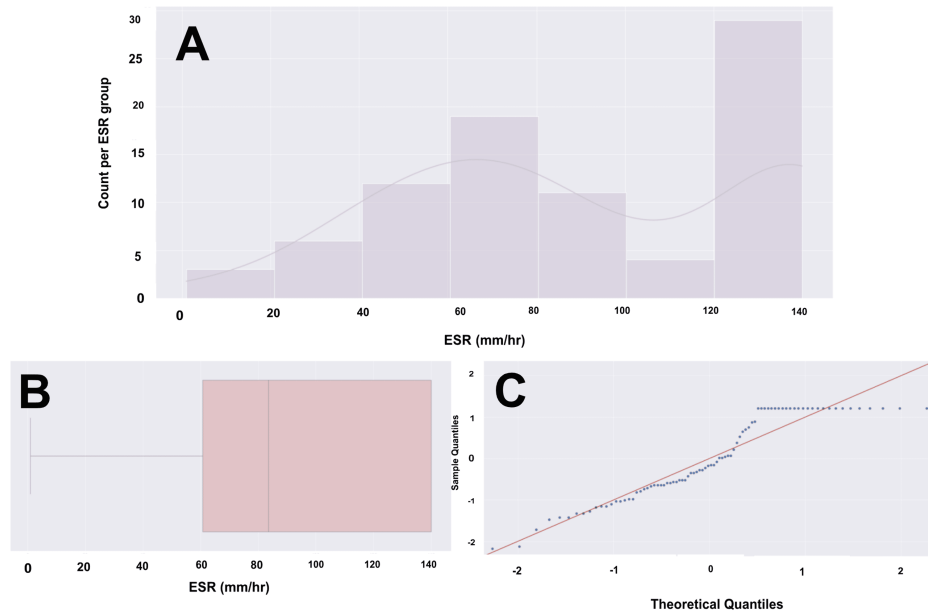 A
Count per ESR group
30
25
20
15
10
5
0
0 20 40 60 80 100 120 140
ESR (mm/hr)
B
0 20 40 60 80 100 120 140
ESR (mm/hr)
C
Sample Quantiles
2
1
0
-1
-2
-2 -1 0 1 2
Theoretical Quantiles